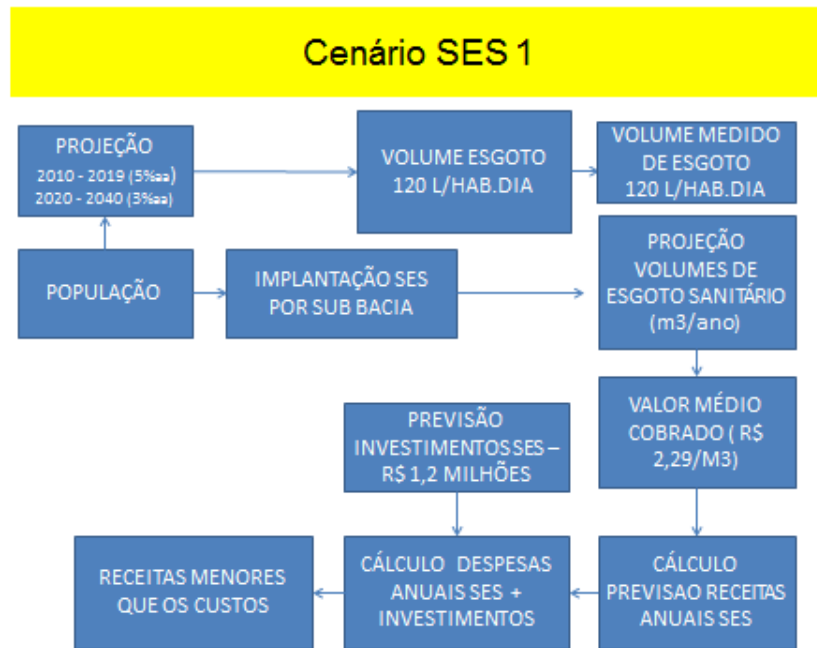 Cenário SES 1
PROJEÇÃO
2010 - 2019 (5%aa)
2020 - 2040 (3%aa)
VOLUME ESGOTO
120 L/HAB.DIA
VOLUME MEDIDO
DE ESGOTO
120 L/HAB.DIA
POPULAÇÃO
IMPLANTAÇÃO SES
POR SUB BACIA
PROJEÇÃO
VOLUMES DE
ESGOTO SANITÁRIO
(m3/ano)
PREVISÃO
INVESTIMENTOS SES –
R$ 1,2 MILHÕES
VALOR MÉDIO
COBRADO ( R$
2,29/M3)
RECEITAS MENORES
QUE OS CUSTOS
CÁLCULO DESPESAS
ANUAIS SES +
INVESTIMENTOS
CÁLCULO
PREVISAO RECEITAS
ANUAIS SES